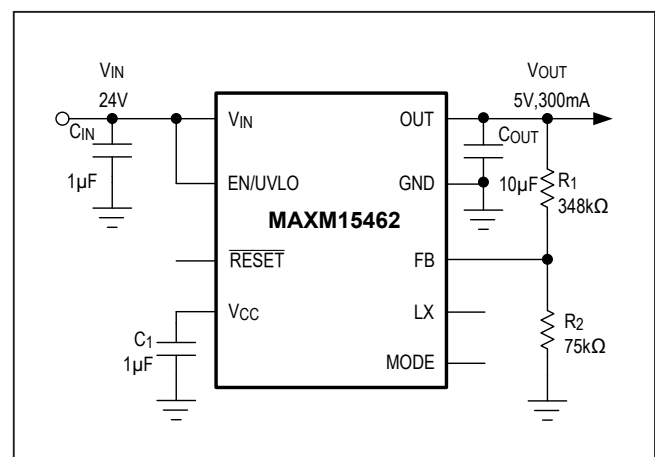 VIN
24V
CIN
1µF
VIN
EN/UVLO
RESET
VCC
C1
1µF
MAXM15462
OUT
GND
FB
LX
MODE
COUT
10µF
VOUT
5V,300mA
R1
348kΩ
R2
75kΩ